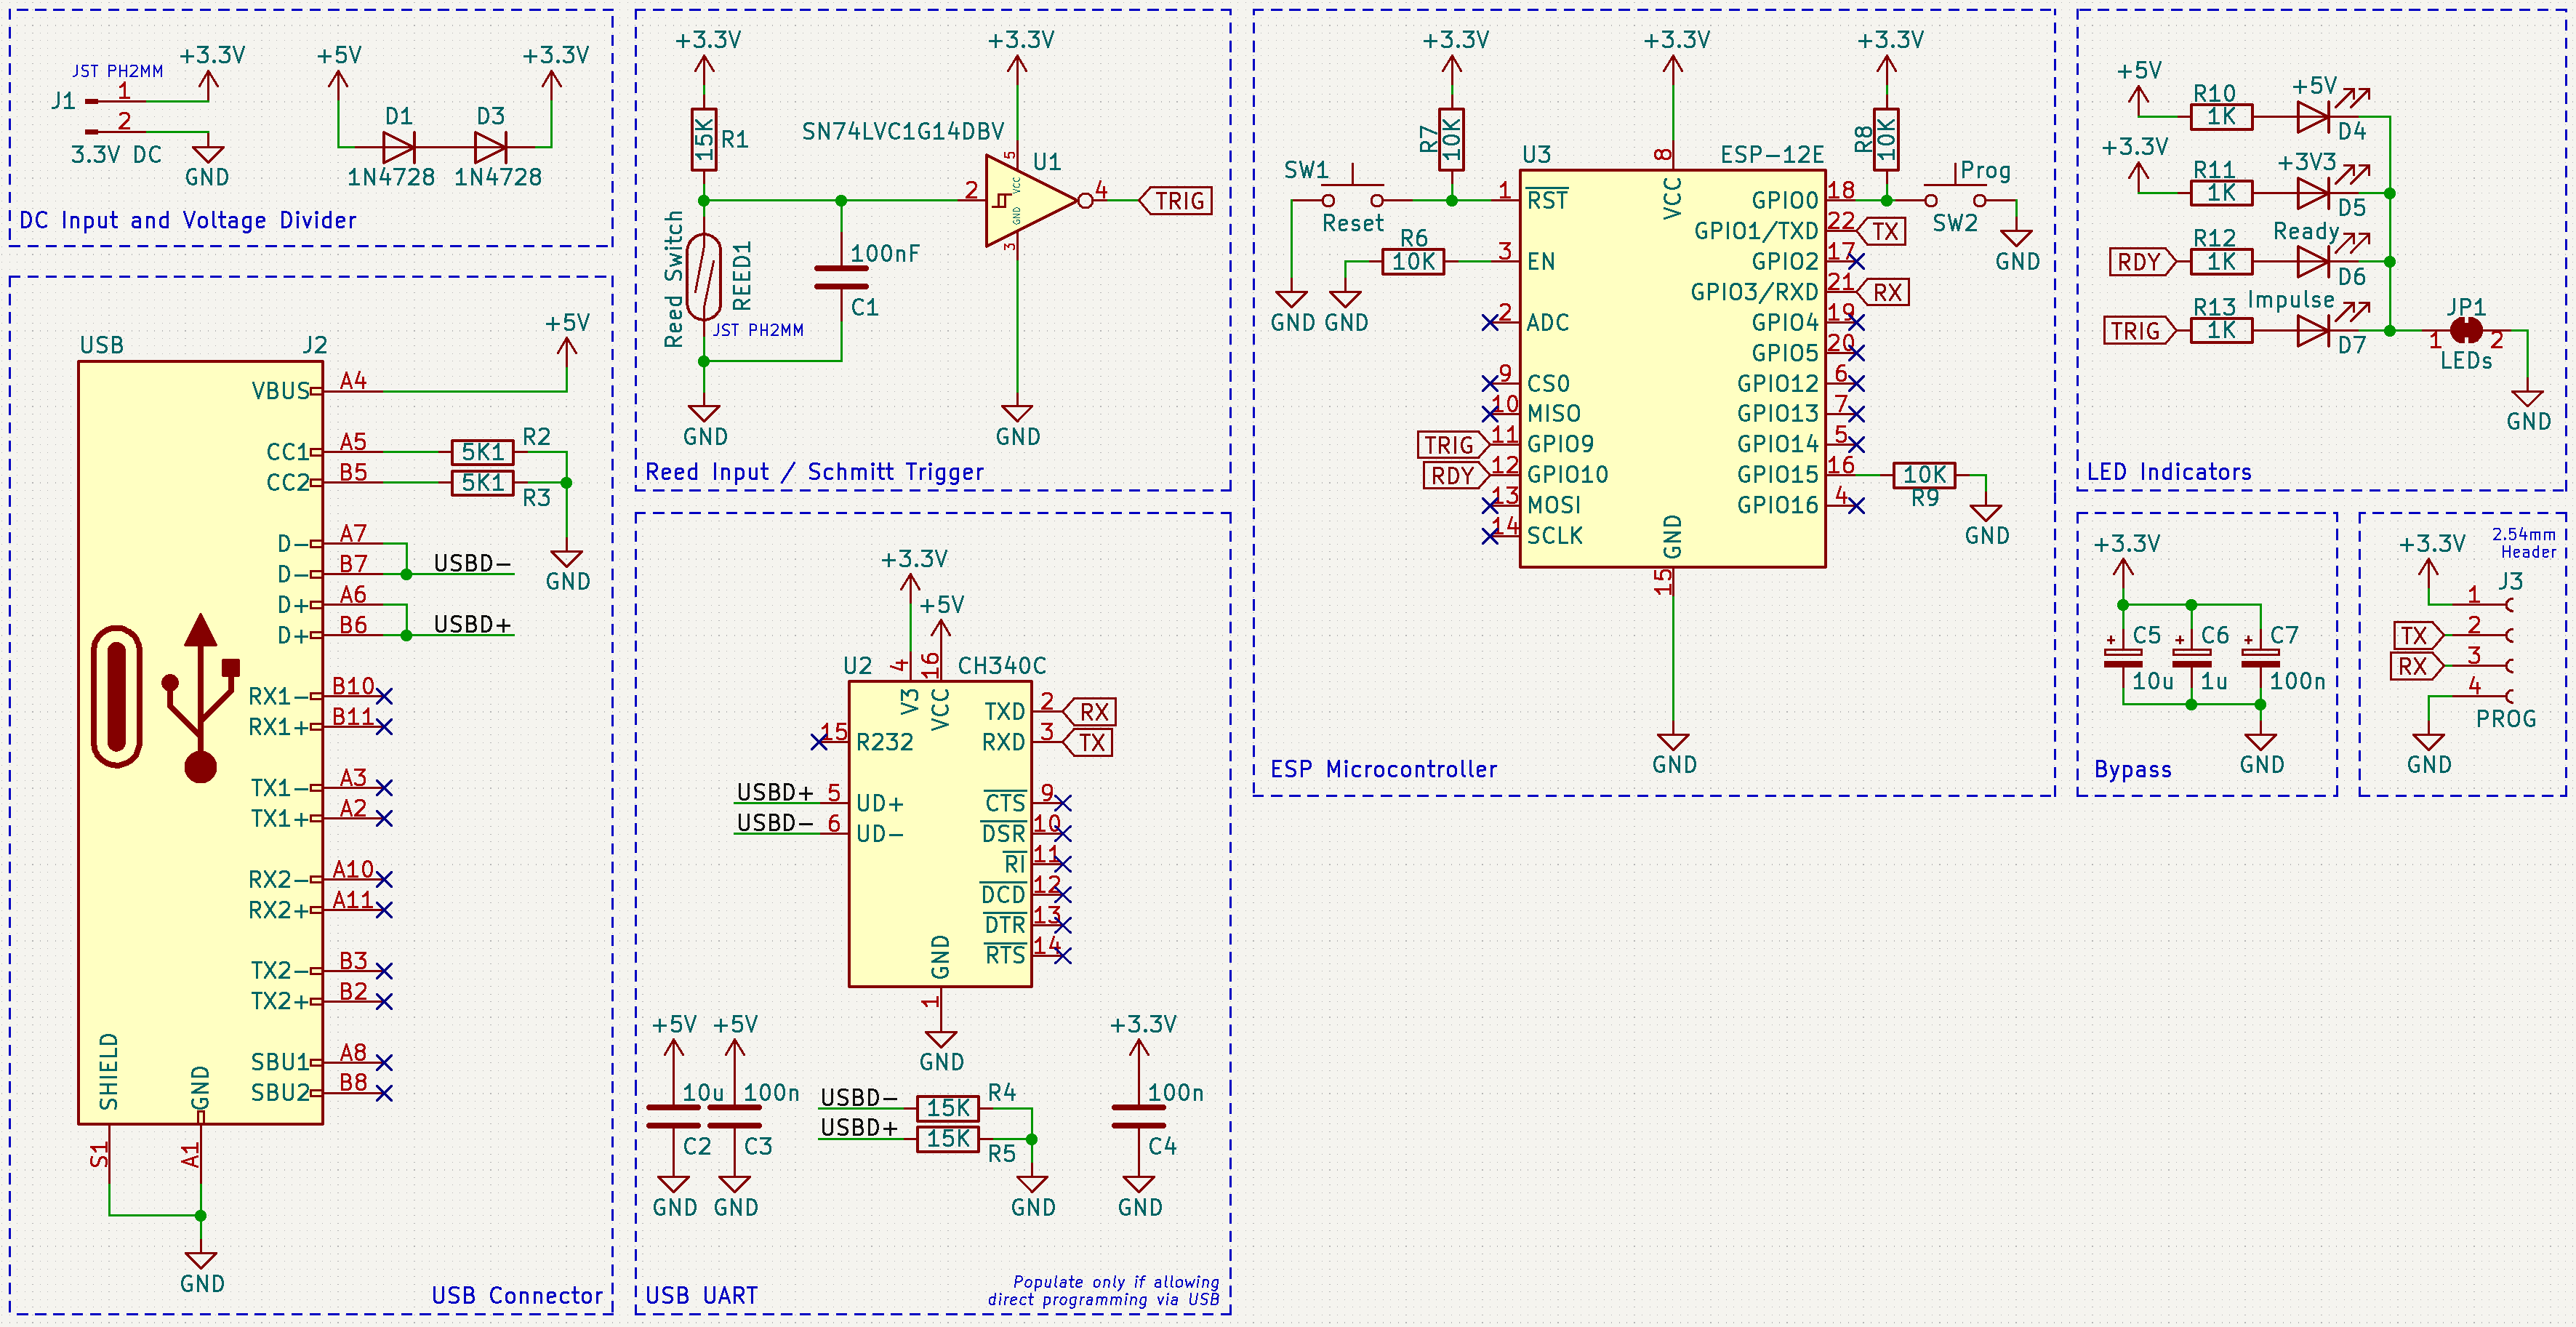 JST PH2MM
+3.3V
J1
1
2
3.3V DC
GND
+5V
+3.3V
D1
D3
1N4728
1N4728
DC Input and Voltage Divider
USB
J2
+5V
VBUS
A4
CC1
A5
R2
5K1
CC2
B5
5K1
R3
D-
A7
D-
B7
USBD-
GND
D+
A6
D+
B6
USBD+
RX1-
B10
RX1+
B11
TX1-
A3
TX1+
A2
RX2-
A10
RX2+
A11
TX2-
B3
TX2+
B2
SBU1
A8
SBU2
B8
SHIELD
GND
S1
A1
GND
USB Connector
+3.3V
+3.3V
15K
R1
SN74LVC1G14DBV
U1
5
VCC
2
4
TRIG
GND
3
Reed Switch
REED1
JST PH2MM
100nF
C1
GND
GND
Reed Input / Schmitt Trigger
+3.3V
+5V
U2
4
16
CH340C
V3
VCC
TXD
2
RX
15
R232
RXD
3
TX
USBD+
5
UD+
CTS
9
USBD-
6
UD-
DSR
10
RI
11
DCD
12
DTR
13
RTS
14
GND
1
GND
+5V
+5V
10u
100n
C2
C3
GND
GND
USBD-
15K
R4
USBD+
15K
R5
GND
+3.3V
100n
C4
GND
USB UART
Populate only if allowing
direct programming via USB
+3.3V
+3.3V
+3.3V
R7
10K
R8
10K
U3
8
ESP-12E
VCC
SW1
Reset
1
RST
GPIO0
18
Prog
SW2
GND
GPIO1/TXD
22
TX
R6
10K
3
EN
GPIO2
17
GPIO3/RXD
21
RX
GND
GND
2
ADC
GPIO4
19
GPIO5
20
9
CS0
GPIO12
6
10
MISO
GPIO13
7
TRIG
11
GPIO9
GPIO14
5
RDY
12
GPIO10
GPIO15
16
10K
R9
13
MOSI
GPIO16
4
14
SCLK
GND
15
GND
GND
ESP Microcontroller
+5V
R10
1K
+5V
D4
+3.3V
R11
1K
+3V3
D5
RDY
R12
1K
Ready
D6
TRIG
R13
1K
Impulse
D7
JP1
1
2
LEDs
GND
LED Indicators
+3.3V
C5
C6
C7
+
+
+
10u
1u
100n
GND
Bypass
+3.3V
2.54mm
Header
J3
1
TX
2
RX
3
4
PROG
GND